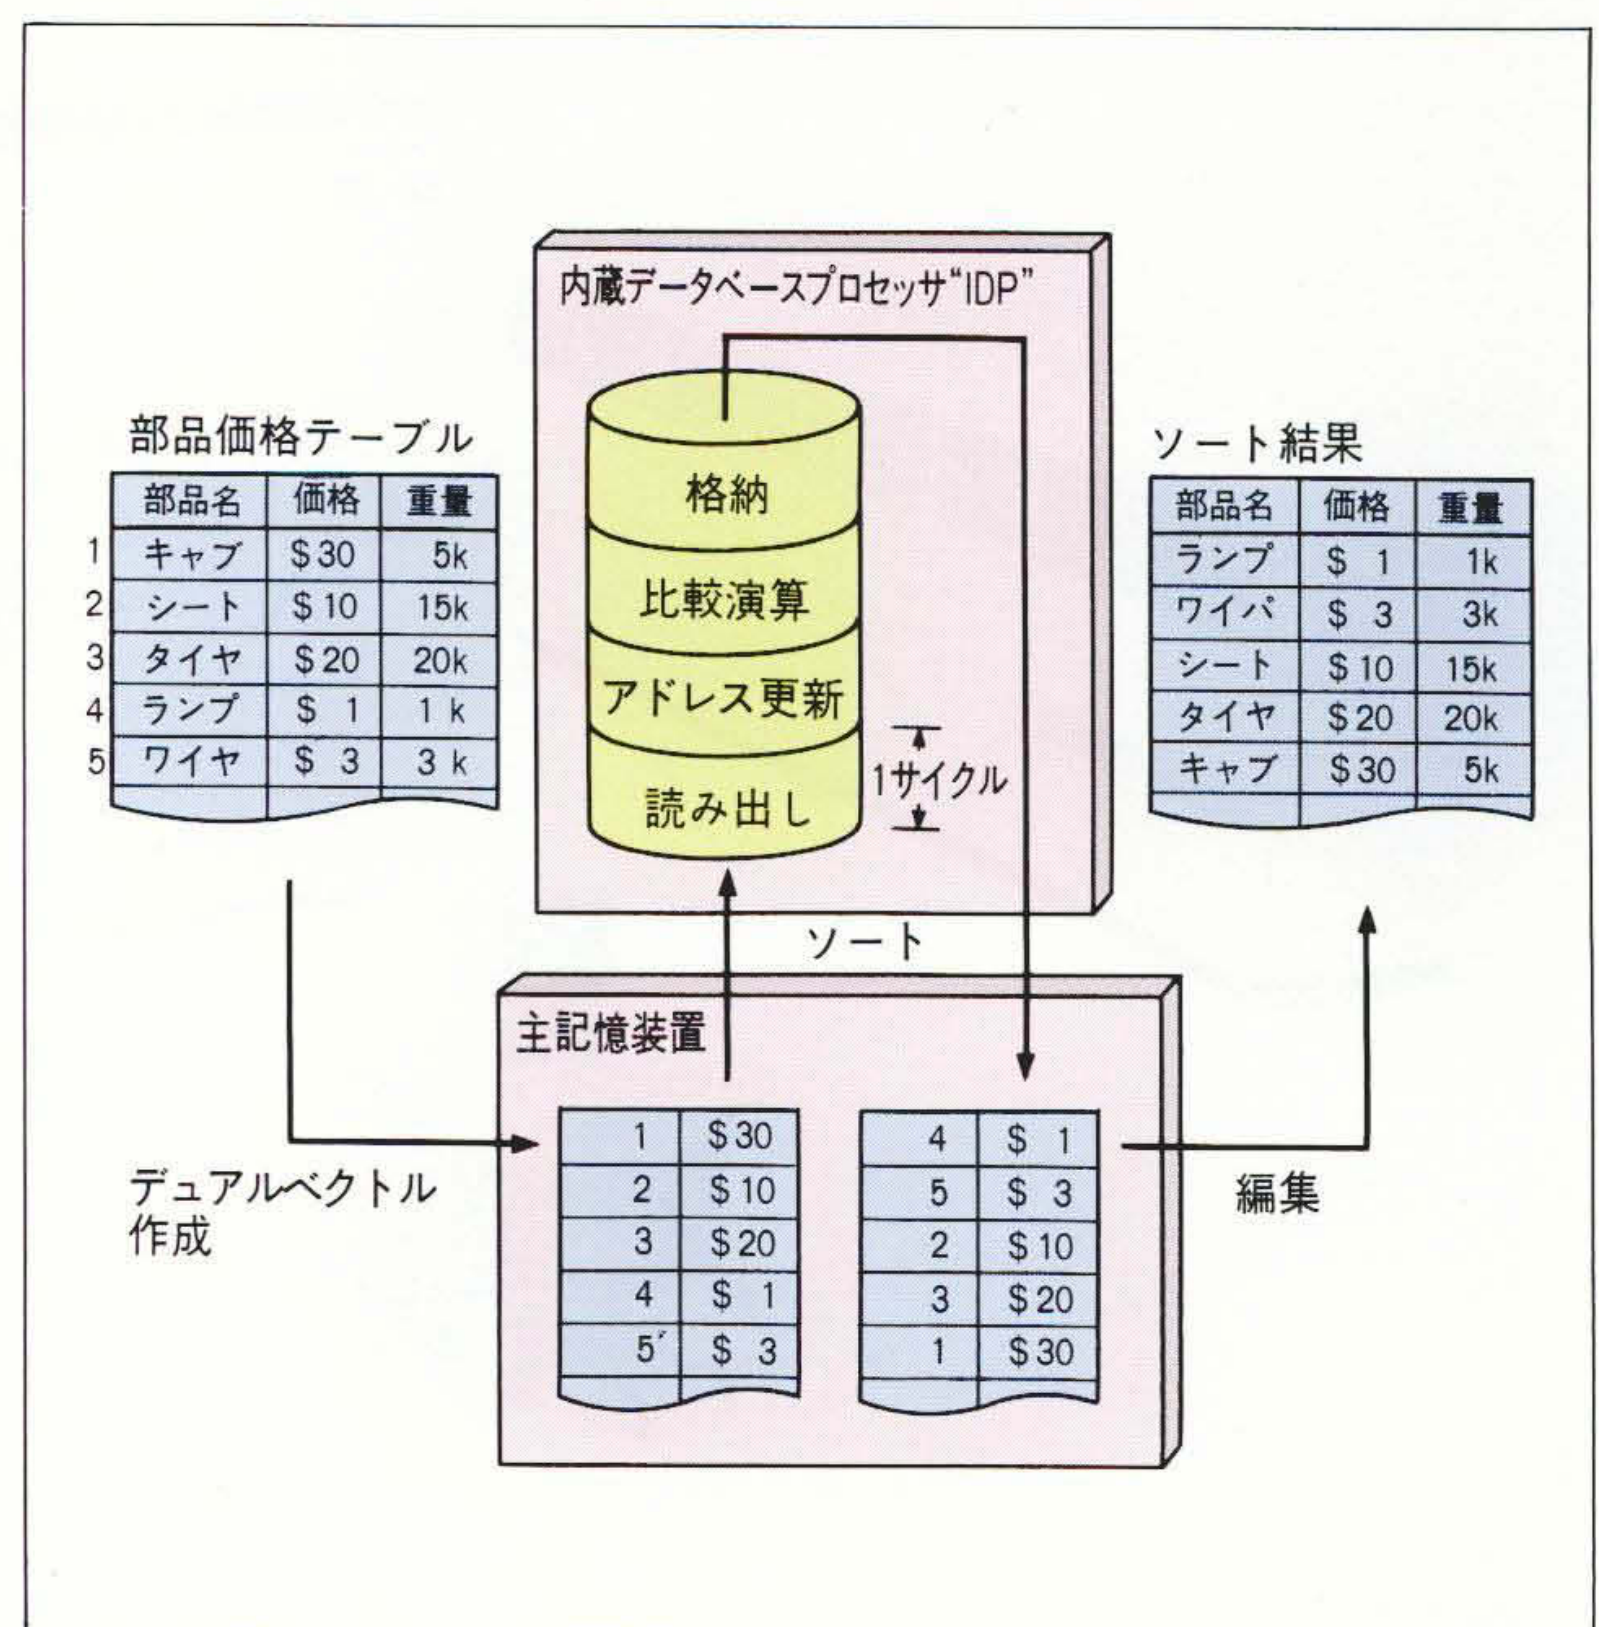 内蔵データベースプロセッサ“IDP”
部品価格テーブル
部品名 価格 重量
1 キャブ $30 5k
2 シート $10 15k
3 タイヤ $20 20k
4 ランプ $ 1 1 k
5 ワイヤ $ 3 3 k
格納
比較演算
アドレス更新
読み出し
1サイクル
ソート結果
部品名 価格 重量
ランプ $ 1 1k
ワイパ $ 3 3k
シート $10 15k
タイヤ $20 20k
キャブ $30 5k
ソート
主記憶装置
1 $30
2 $10
3 $20
4 $ 1
5 $ 3
4 $ 1
5 $ 3
2 $10
3 $20
1 $30
デュアルベクトル
作成
編集